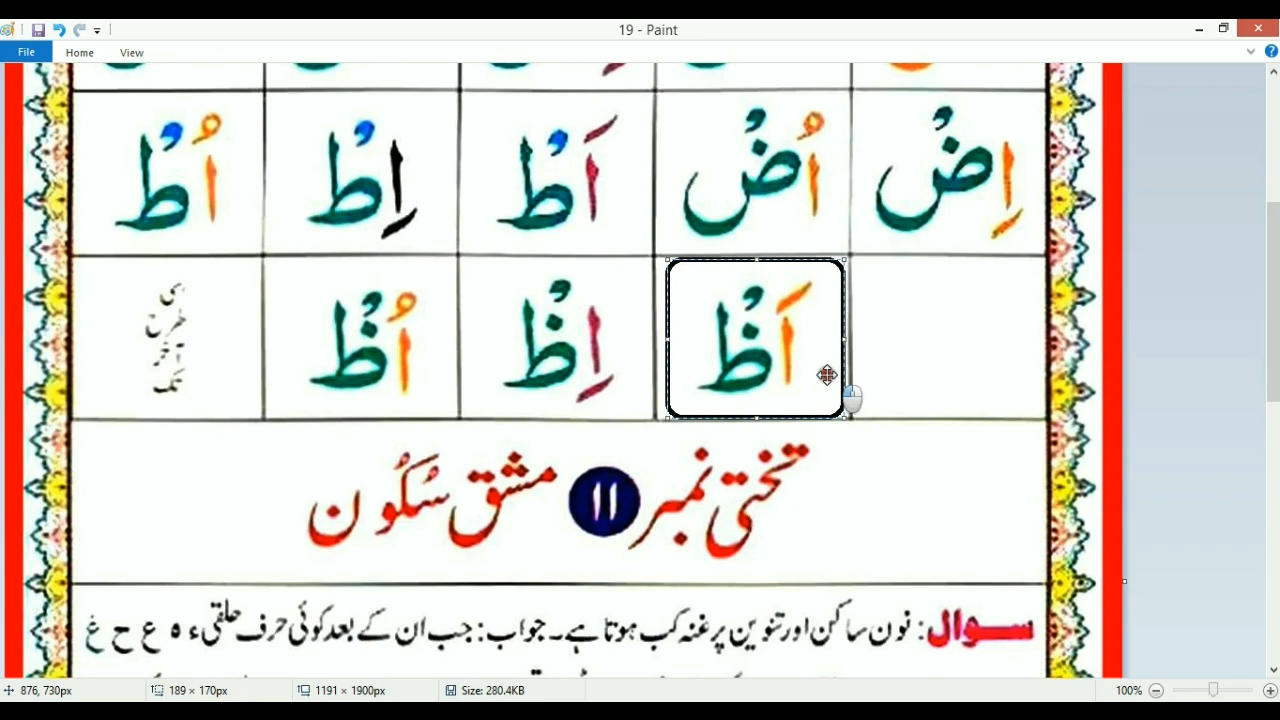 19 - Paint
File Home View
اِضْ اُضْ اَطْ اِطْ اُطْ
اَظْ اِظْ اُظْ اسی طرح آخر تک
تختی نمبر ۱۱ مشق سُکُون
سوال: نون ساکن اور تنوین پر غنہ کب ہوتا ہے۔ جواب: جب ان کے بعد کوئی حرف حلقی ء ہ ع ح غ
876, 730px 189 × 170px 1191 × 1900px Size: 280.4KB 100%